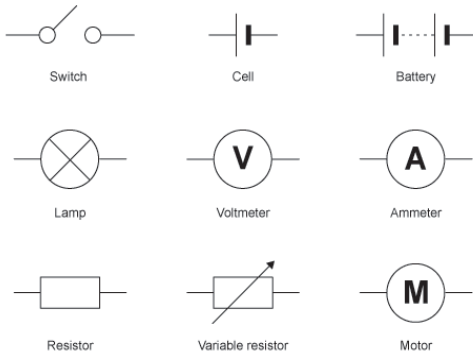 Switch
Cell
Battery
V
A
Lamp
Voltmeter
Ammeter
M
Resistor
Variable resistor
Motor